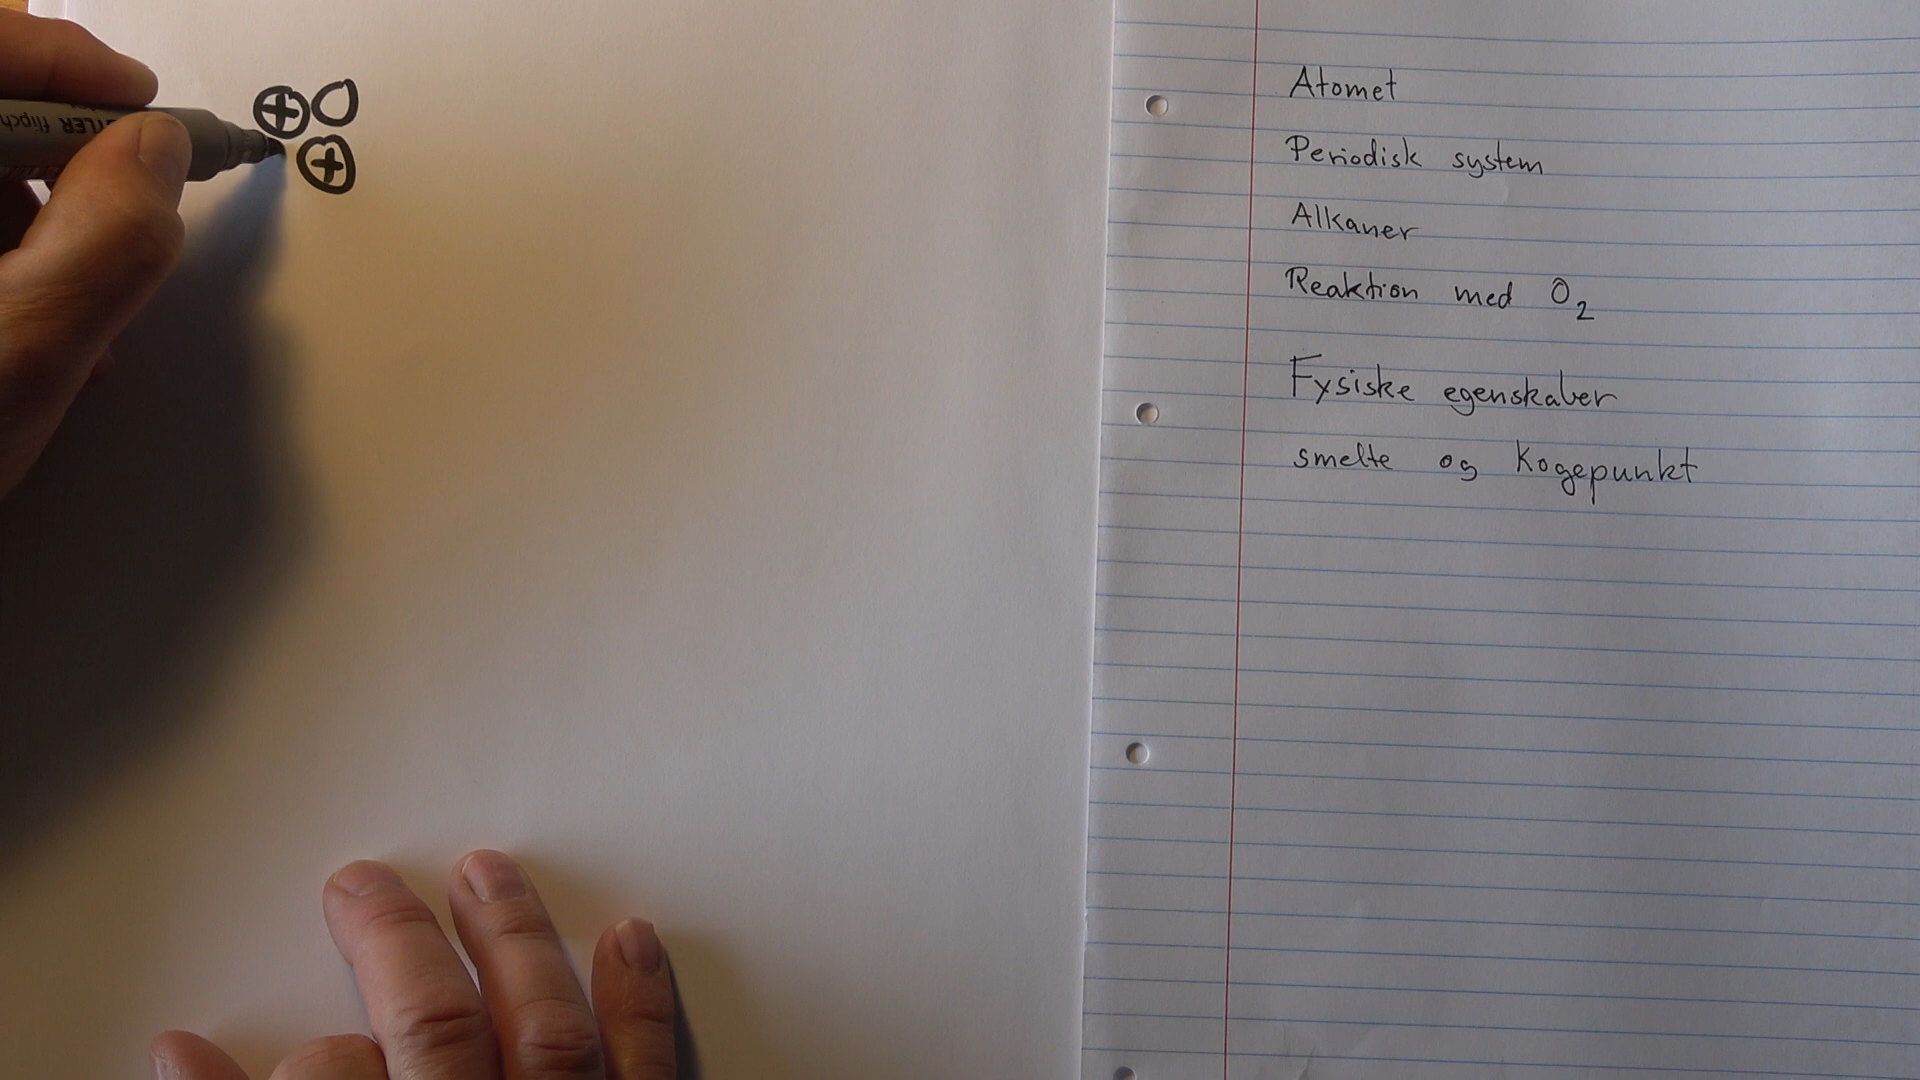 Atomet
Periodisk system
Alkaner
Reaktion med O₂
Fysiske egenskaber
smelte og Kogepunkt